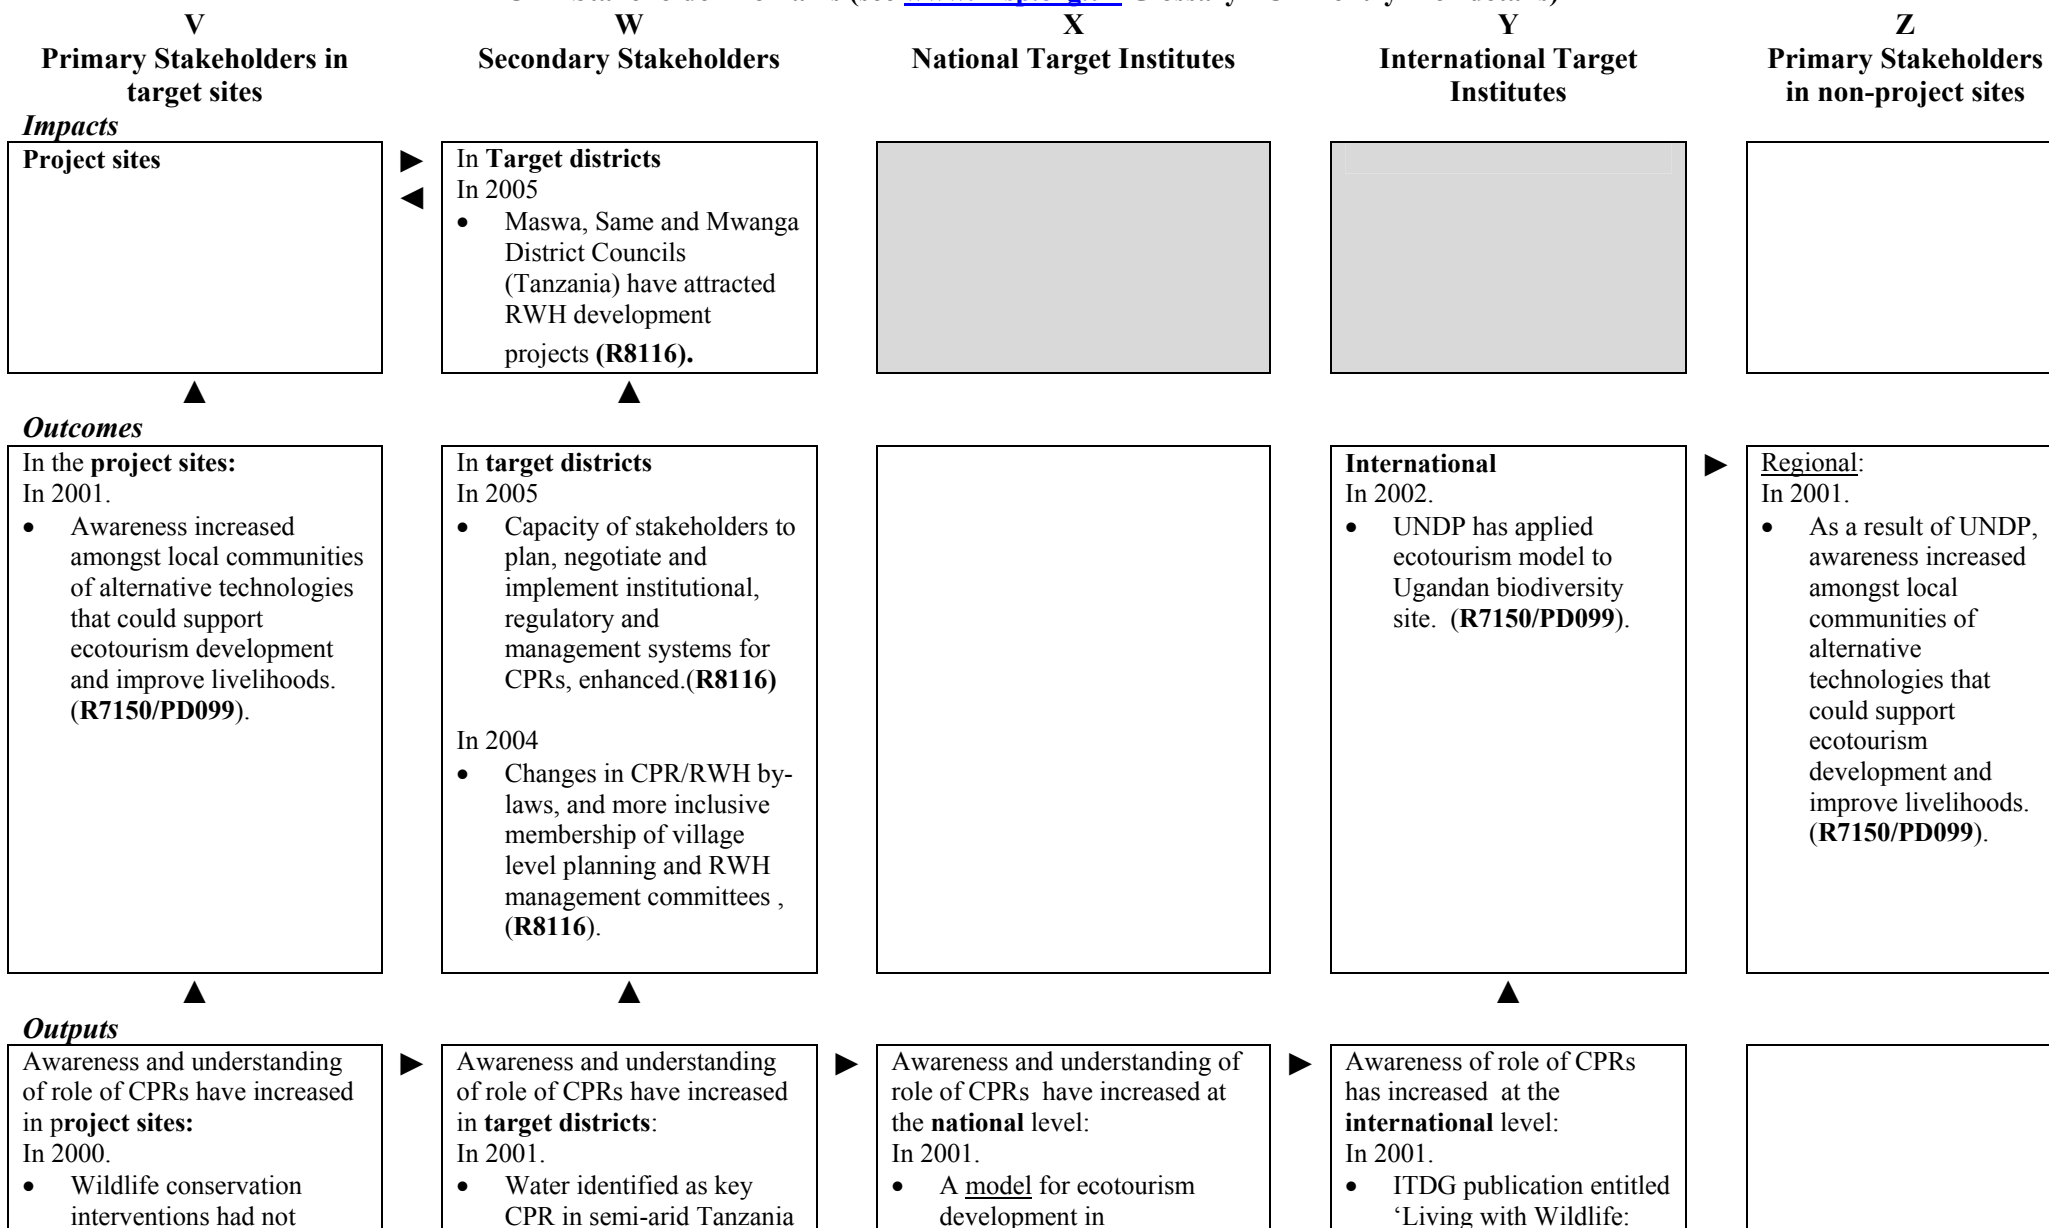 V
Primary Stakeholders in
target sites
W
Secondary Stakeholders
X
National Target Institutes
Y
International Target
Institutes
Z
Primary Stakeholders
in non-project sites
Impacts
Project sites
►
◄
In Target districts
In 2005
• Maswa, Same and Mwanga
District Councils
(Tanzania) have attracted
RWH development
projects (R8116).
▲
▲
Outcomes
In the project sites:
In 2001.
• Awareness increased
amongst local communities
of alternative technologies
that could support
ecotourism development
and improve livelihoods.
(R7150/PD099).
In target districts
In 2005
• Capacity of stakeholders to
plan, negotiate and
implement institutional,
regulatory and
management systems for
CPRs, enhanced.(R8116)
In 2004
• Changes in CPR/RWH by-
laws, and more inclusive
membership of village
level planning and RWH
management committees ,
(R8116).
International
In 2002.
• UNDP has applied
ecotourism model to
Ugandan biodiversity
site. (R7150/PD099).
►
Regional:
In 2001.
• As a result of UNDP,
awareness increased
amongst local
communities of
alternative
technologies that
could support
ecotourism
development and
improve livelihoods.
(R7150/PD099).
▲
▲
▲
Outputs
Awareness and understanding
of role of CPRs have increased
in project sites:
In 2000.
• Wildlife conservation
interventions had not
►
Awareness and understanding
of role of CPRs have increased
in target districts:
In 2001.
• Water identified as key
CPR in semi-arid Tanzania
►
Awareness and understanding of
role of CPRs have increased at
the national level:
In 2001.
• A model for ecotourism
development in
►
Awareness of role of CPRs
has increased at the
international level:
In 2001.
• ITDG publication entitled
‘Living with Wildlife: